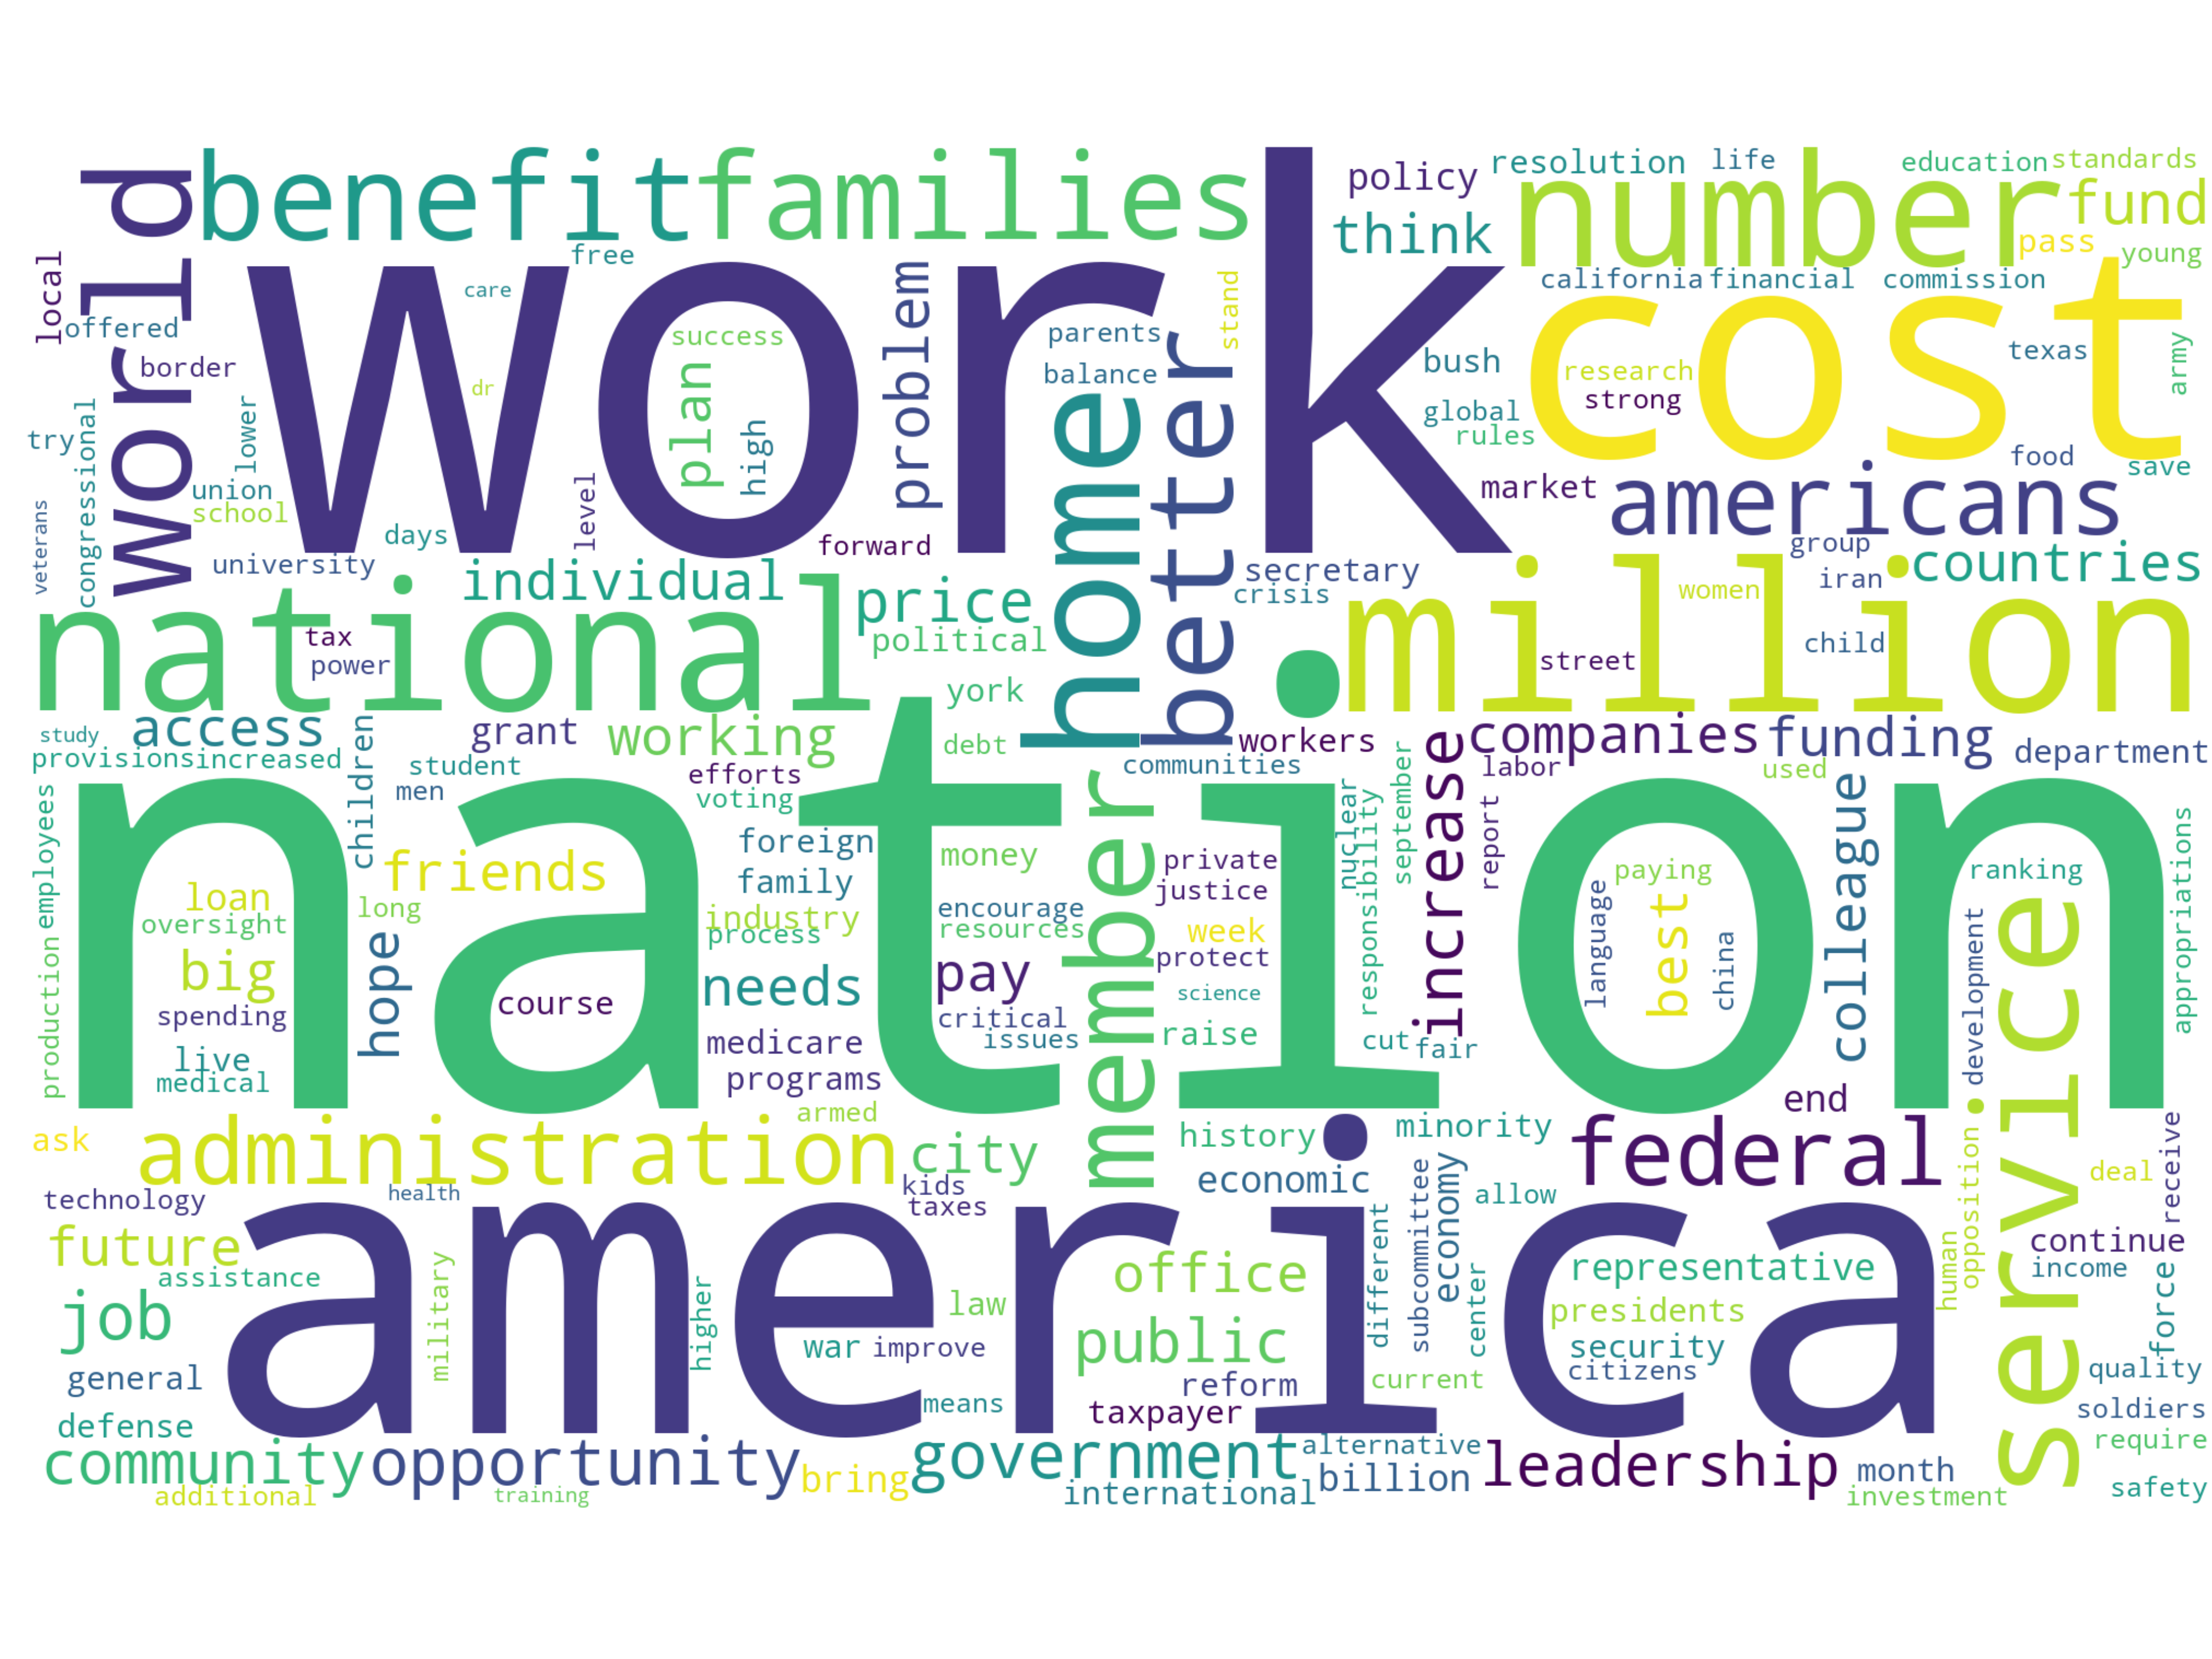 world
benefit
families
work
policy
resolution
life
education
standards
think
number
fund
pass
young
free
local
care
problem
stand
california
financial
commission
cost
offered
border
success
plan
high
dr
parents
balance
home
better
bush
research
strong
texas
army
global
rules
try
congressional
lower
union
school
veterans
days
level
university
forward
market
americans
food
save
group
countries
iran
individual
secretary
crisis
price
political
national
tax
power
million
women
child
street
york
access
grant
working
debt
workers
companies
funding
department
study
provisions
increased
children
student
men
efforts
voting
communities
labor
used
nation
employees
production
friends
foreign
family
money
member
private
justice
nuclear
responsibility
september
increase
report
colleague
paying
best
language
china
ranking
appropriations
loan
oversight
long
industry
process
encourage
resources
week
protect
big
hope
spending
course
needs
pay
science
critical
issues
raise
cut
fair
development
live
medical
medicare
programs
armed
end
service
ask
administration
city
history
minority
federal
deal
receive
technology
health
kids
taxes
economic
subcommittee
economy
allow
opposition
human
america
future
assistance
job
military
higher
law
office
public
different
center
representative
presidents
security
citizens
continue
income
force
general
war
improve
reform
current
quality
defense
means
taxpayer
soldiers
community
opportunity
bring
government
alternative
billion
leadership
month
require
additional
training
international
investment
safety